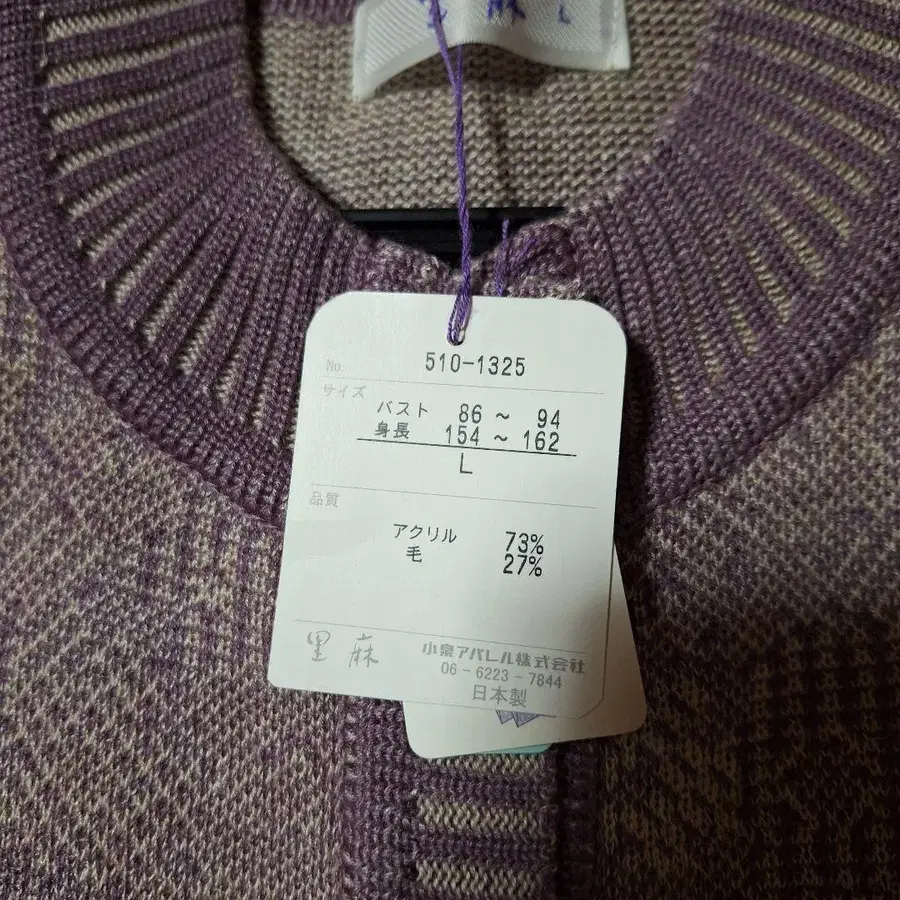 L
No. 510-1325
サイズ
バスト 86 ~ 94
身長 154 ~ 162
L
品質
アクリル 73%
毛 27%
里麻
小泉アパレル株式会社
06-6223-7844
日本製